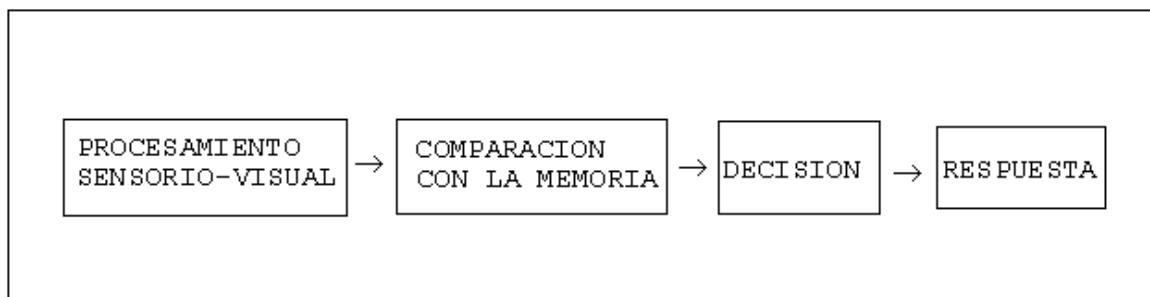 PROCESAMIENTO
SENSORIO-VISUAL
COMPARACION
CON LA MEMORIA
DECISION
RESPUESTA